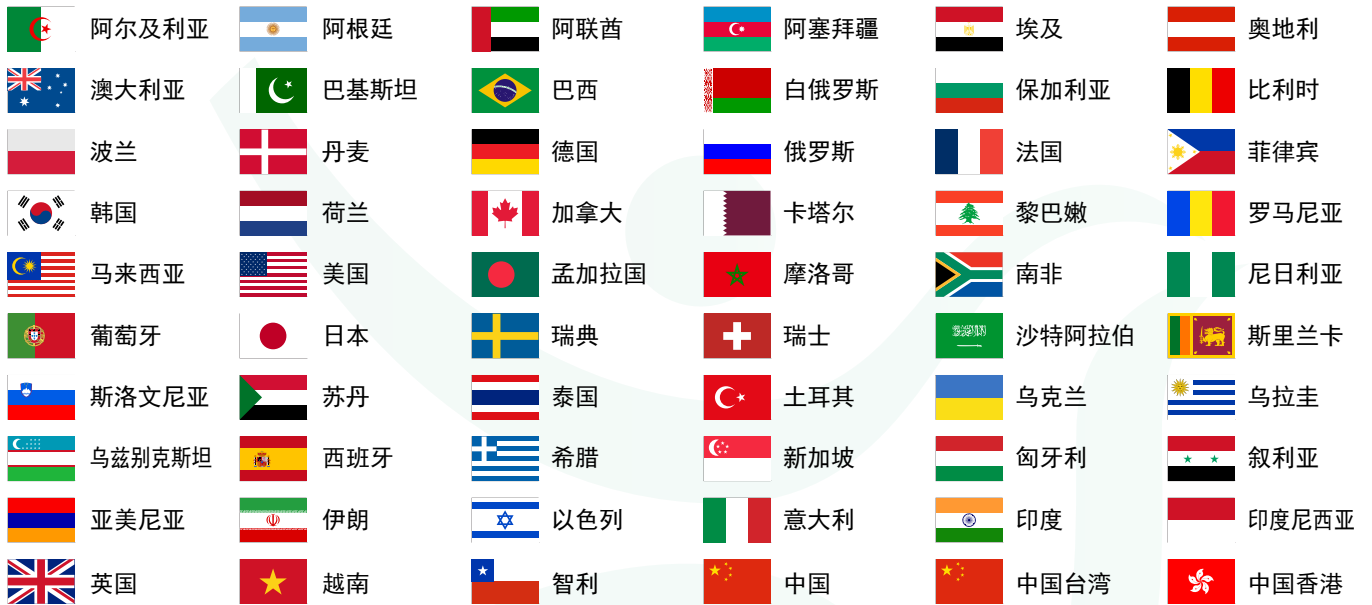 阿尔及利亚 阿根廷 阿联酋 阿塞拜疆 埃及 奥地利
澳大利亚 巴基斯坦 巴西 白俄罗斯 保加利亚 比利时
波兰 丹麦 德国 俄罗斯 法国 菲律宾
韩国 荷兰 加拿大 卡塔尔 黎巴嫩 罗马尼亚
马来西亚 美国 孟加拉国 摩洛哥 南非 尼日利亚
葡萄牙 日本 瑞典 瑞士 沙特阿拉伯 斯里兰卡
斯洛文尼亚 苏丹 泰国 土耳其 乌克兰 乌拉圭
乌兹别克斯坦 西班牙 希腊 新加坡 匈牙利 叙利亚
亚美尼亚 伊朗 以色列 意大利 印度 印度尼西亚
英国 越南 智利 中国 中国台湾 中国香港